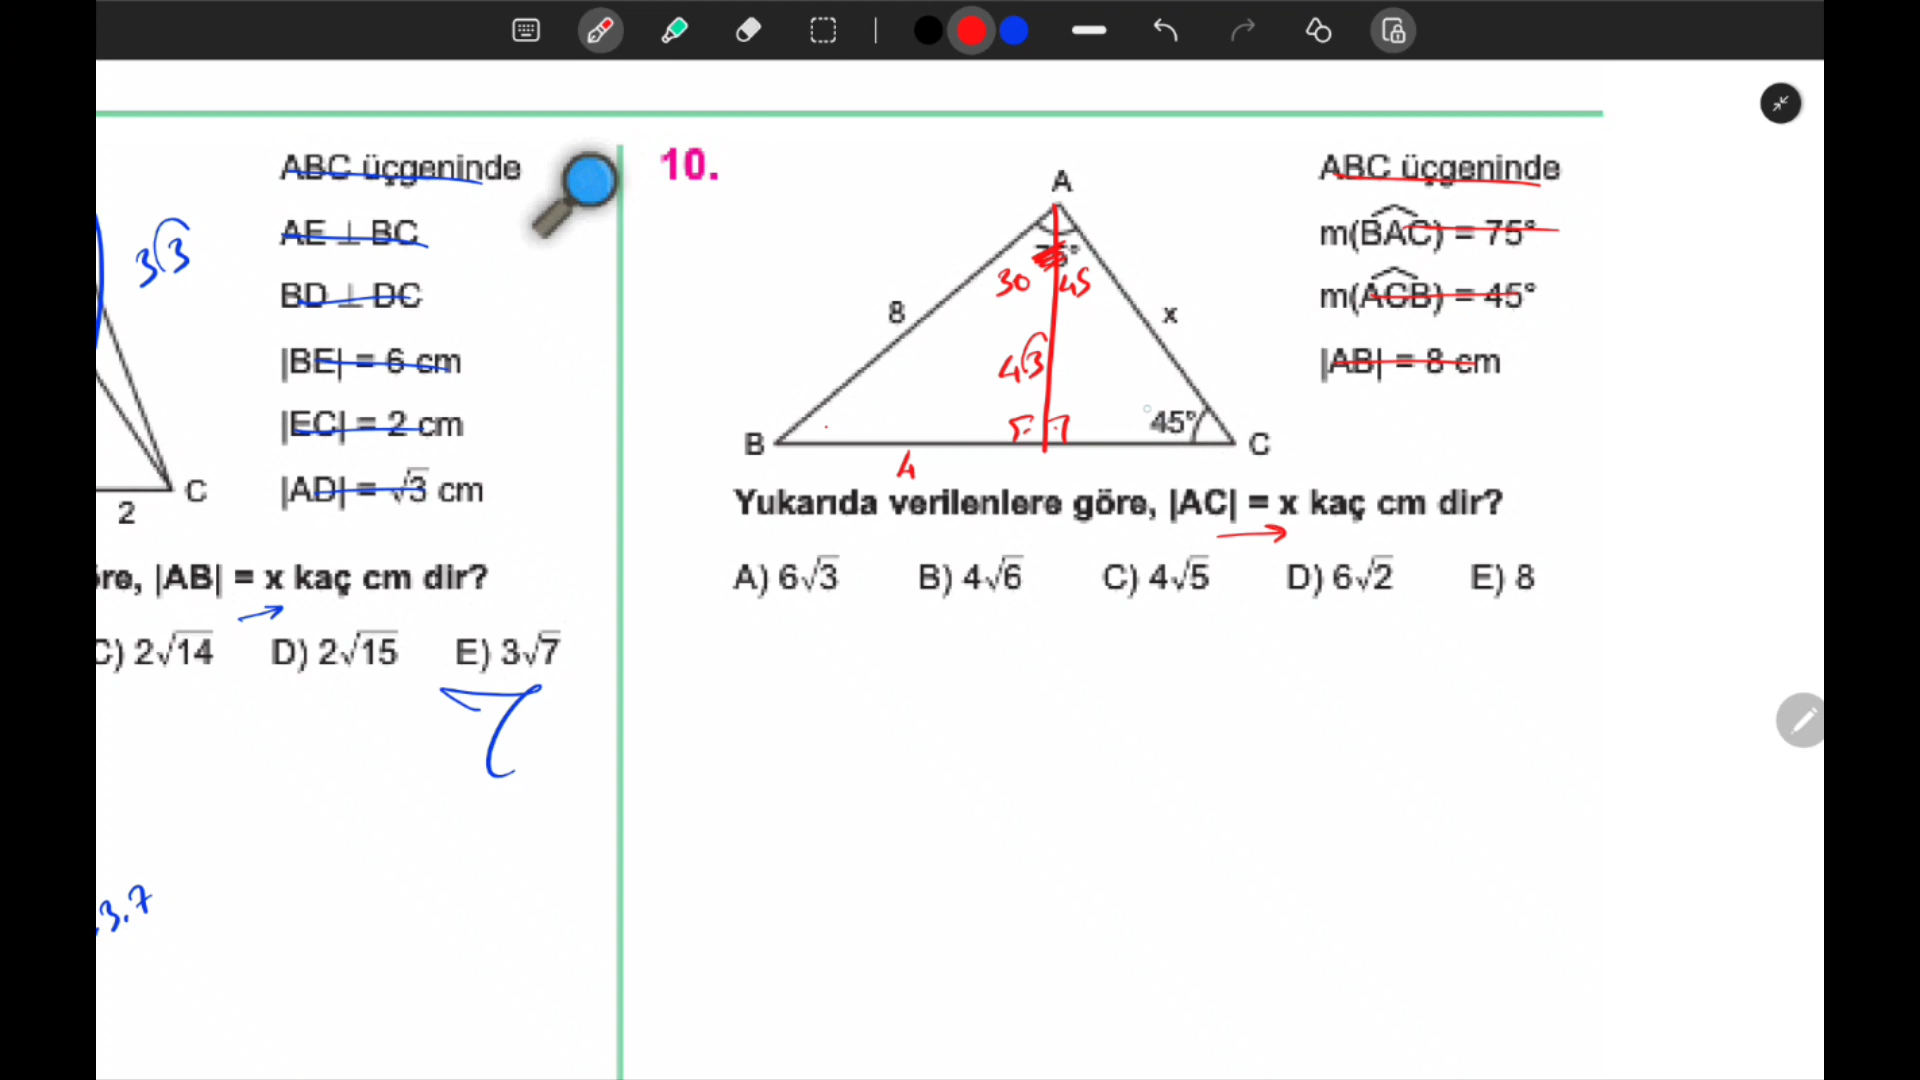 ABC üçgeninde
AE ⊥ BC
BD ⊥ DC
|BE| = 6 cm
|EC| = 2 cm
|AD| = √3 cm
3√3
C
2
öre, |AB| = x kaç cm dir?
C) 2√14 D) 2√15 E) 3√7
3.7
10.
A
75°
30 45
8
x
4√3
45°
B
C
4
ABC üçgeninde
m(BAC) = 75°
m(ACB) = 45°
|AB| = 8 cm
Yukarıda verilenlere göre, |AC| = x kaç cm dir?
A) 6√3 B) 4√6 C) 4√5 D) 6√2 E) 8